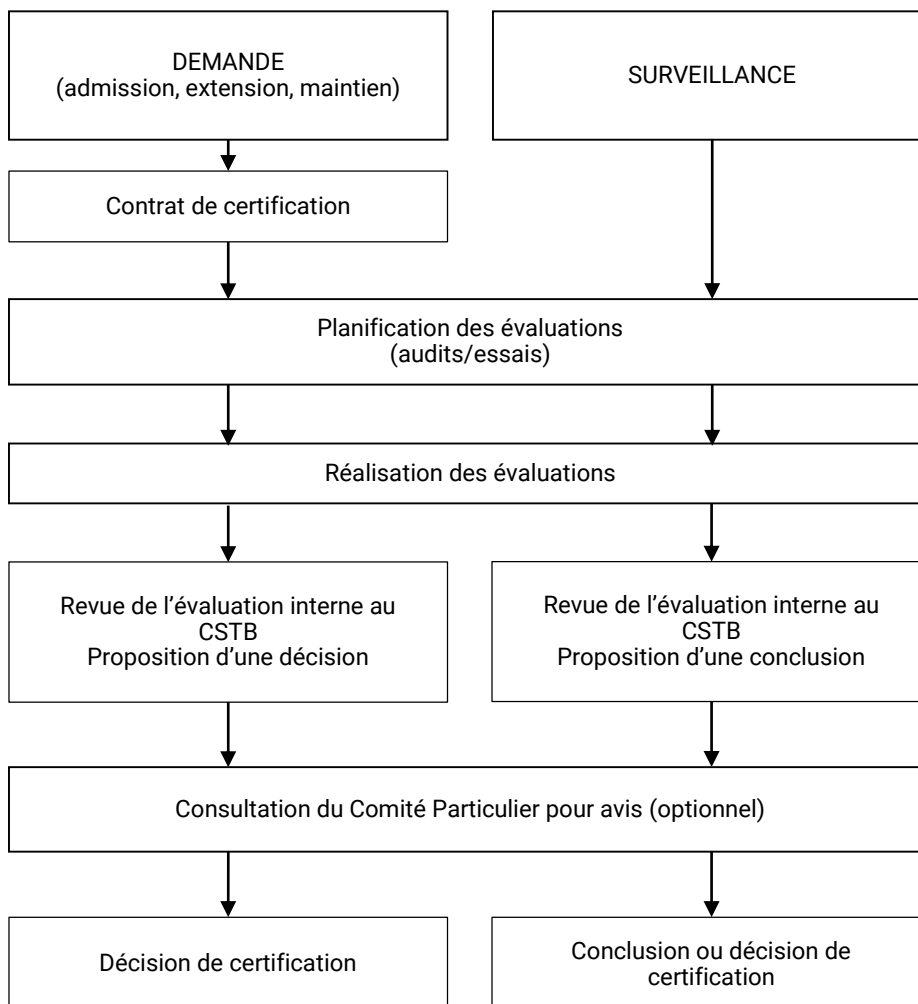 DEMANDE
(admission, extension, maintien)
SURVEILLANCE
Contrat de certification
Planification des évaluations
(audits/essais)
Réalisation des évaluations
Revue de l’évaluation interne au
CSTB
Proposition d’une décision
Revue de l’évaluation interne au
CSTB
Proposition d’une conclusion
Consultation du Comité Particulier pour avis (optionnel)
Décision de certification
Conclusion ou décision de
certification